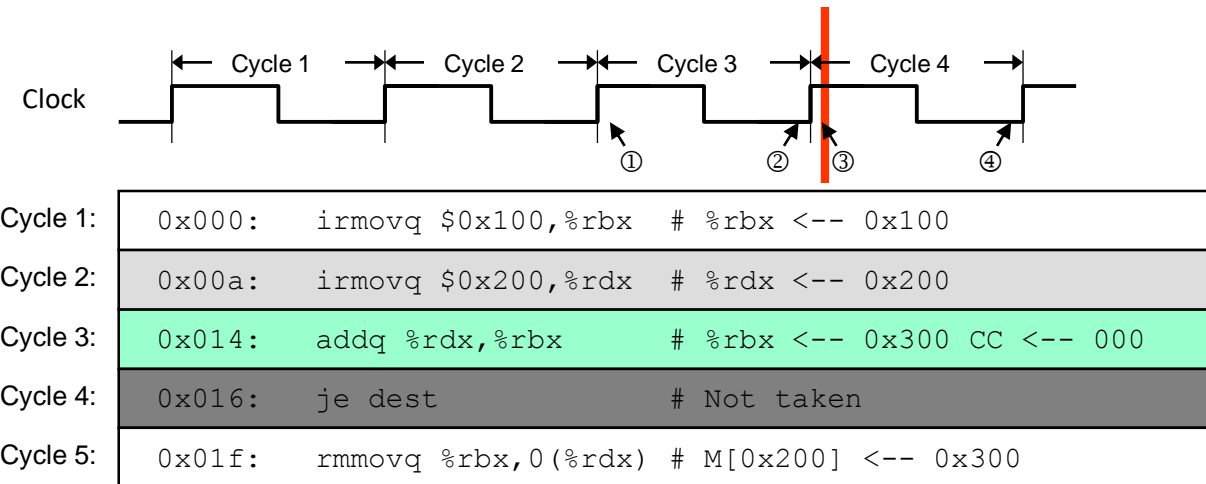 Cycle 1 Cycle 2 Cycle 3 Cycle 4
Clock
① ② ③ ④
Cycle 1: 0x000: irmovq $0x100,%rbx # %rbx <-- 0x100
Cycle 2: 0x00a: irmovq $0x200,%rdx # %rdx <-- 0x200
Cycle 3: 0x014: addq %rdx,%rbx # %rbx <-- 0x300 CC <-- 000
Cycle 4: 0x016: je dest # Not taken
Cycle 5: 0x01f: rmmovq %rbx,0(%rdx) # M[0x200] <-- 0x300